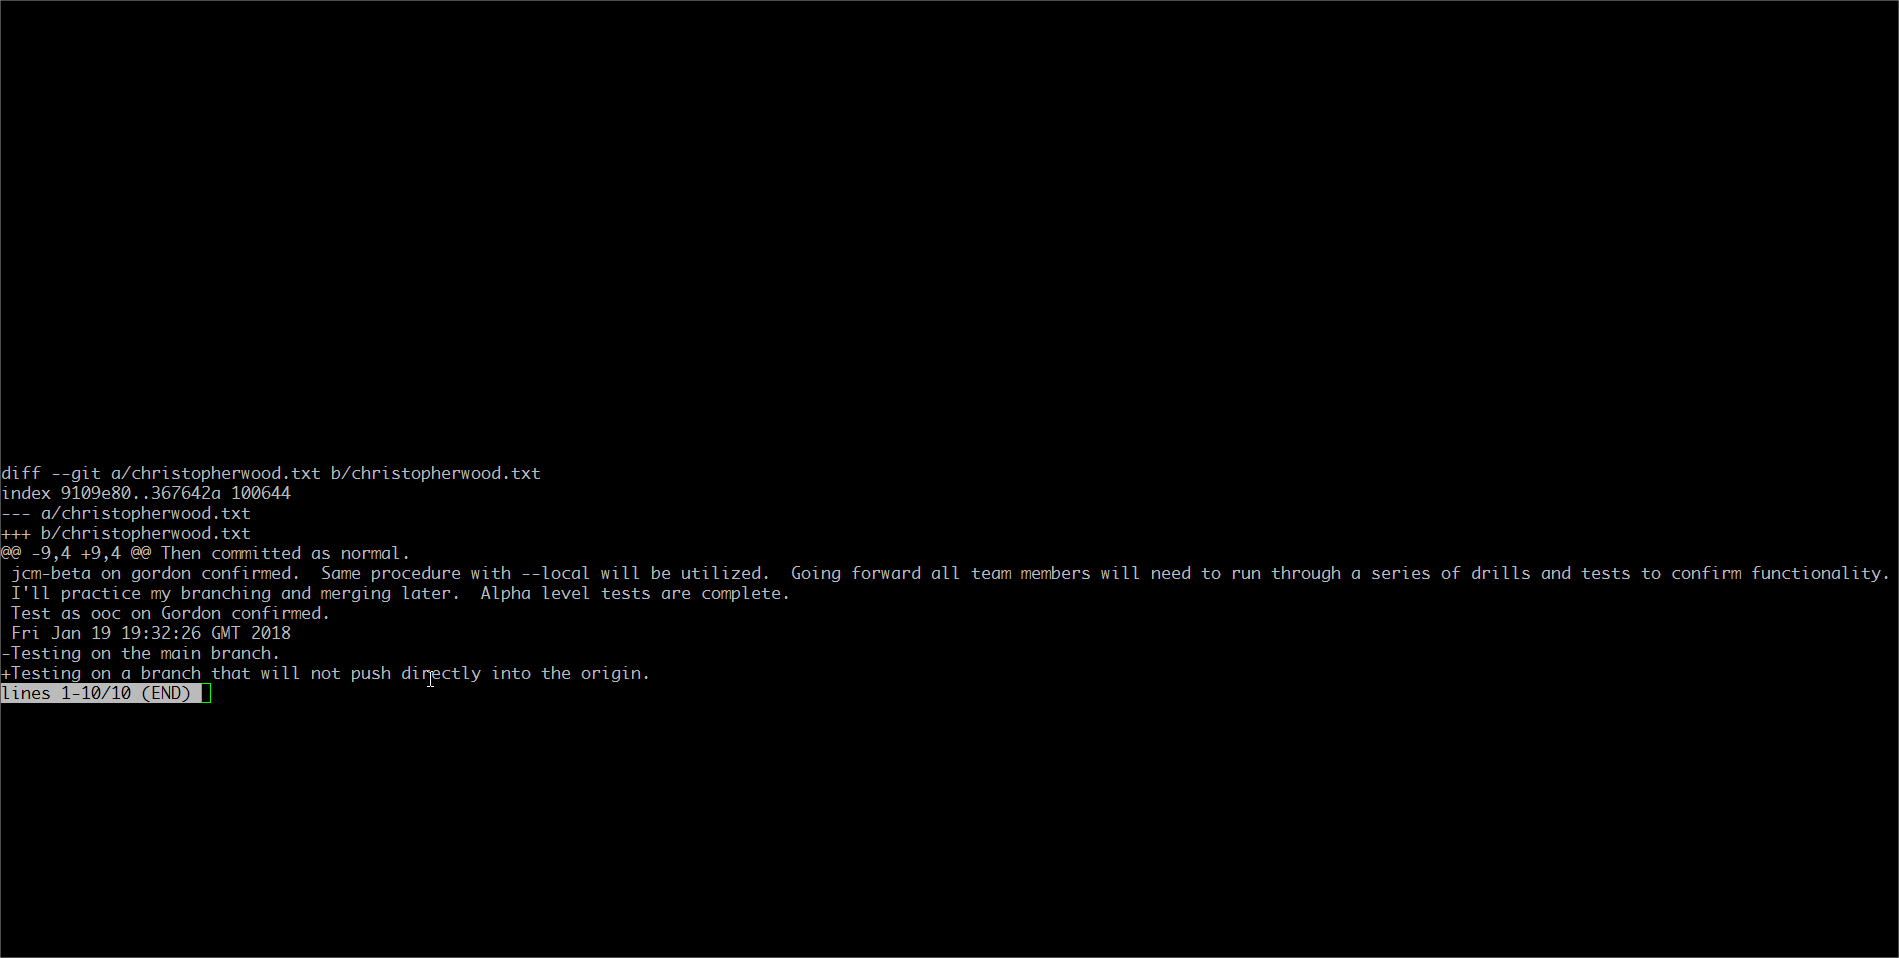 diff --git a/christopherwood.txt b/christopherwood.txt
index 9109e80..367642a 100644
--- a/christopherwood.txt
+++ b/christopherwood.txt
@@ -9,4 +9,4 @@ Then committed as normal.
 jcm-beta on gordon confirmed.  Same procedure with --local will be utilized.  Going forward all team members will need to run through a series of drills and tests to confirm functionality.
 I'll practice my branching and merging later.  Alpha level tests are complete.
 Test as ooc on Gordon confirmed.
 Fri Jan 19 19:32:26 GMT 2018
-Testing on the main branch.
+Testing on a branch that will not push directly into the origin.
lines 1-10/10 (END)